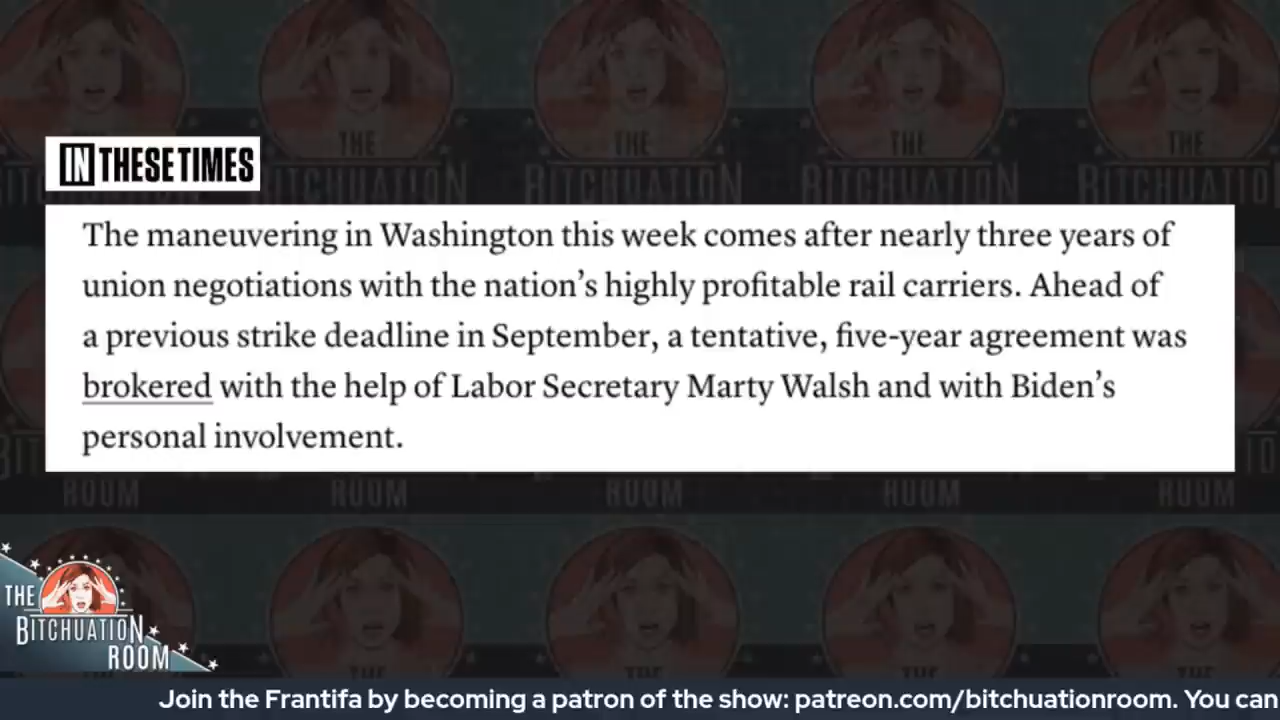 IN THESE TIMES
The maneuvering in Washington this week comes after nearly three years of
union negotiations with the nation's highly profitable rail carriers. Ahead of
a previous strike deadline in September, a tentative, five-year agreement was
brokered with the help of Labor Secretary Marty Walsh and with Biden's
personal involvement.
THE
BITCHUATION
ROOM
Join the Frantifa by becoming a patron of the show: patreon.com/bitchuationroom. You can